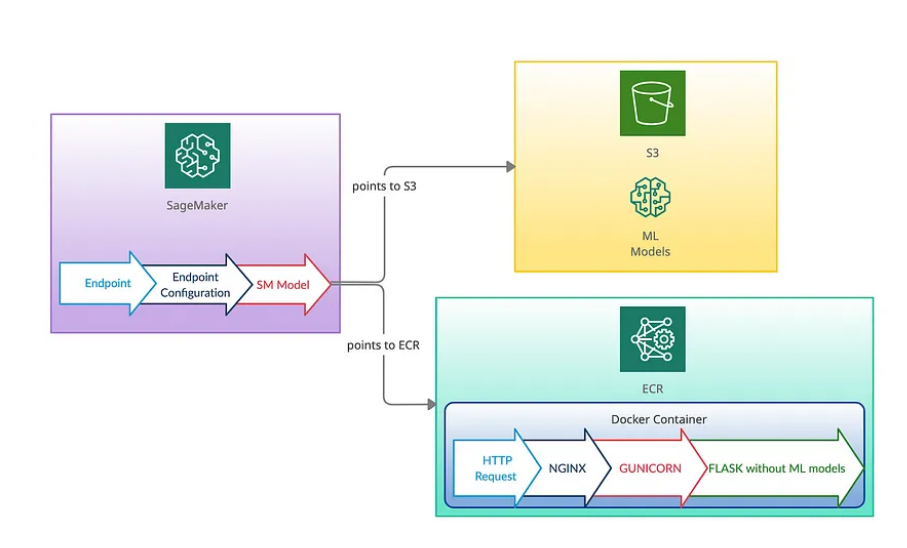 SageMaker
Endpoint
Endpoint
Configuration
SM Model
points to S3
points to ECR
S3
ML
Models
ECR
Docker Container
HTTP
Request
NGINX
GUNICORN
FLASK without ML models